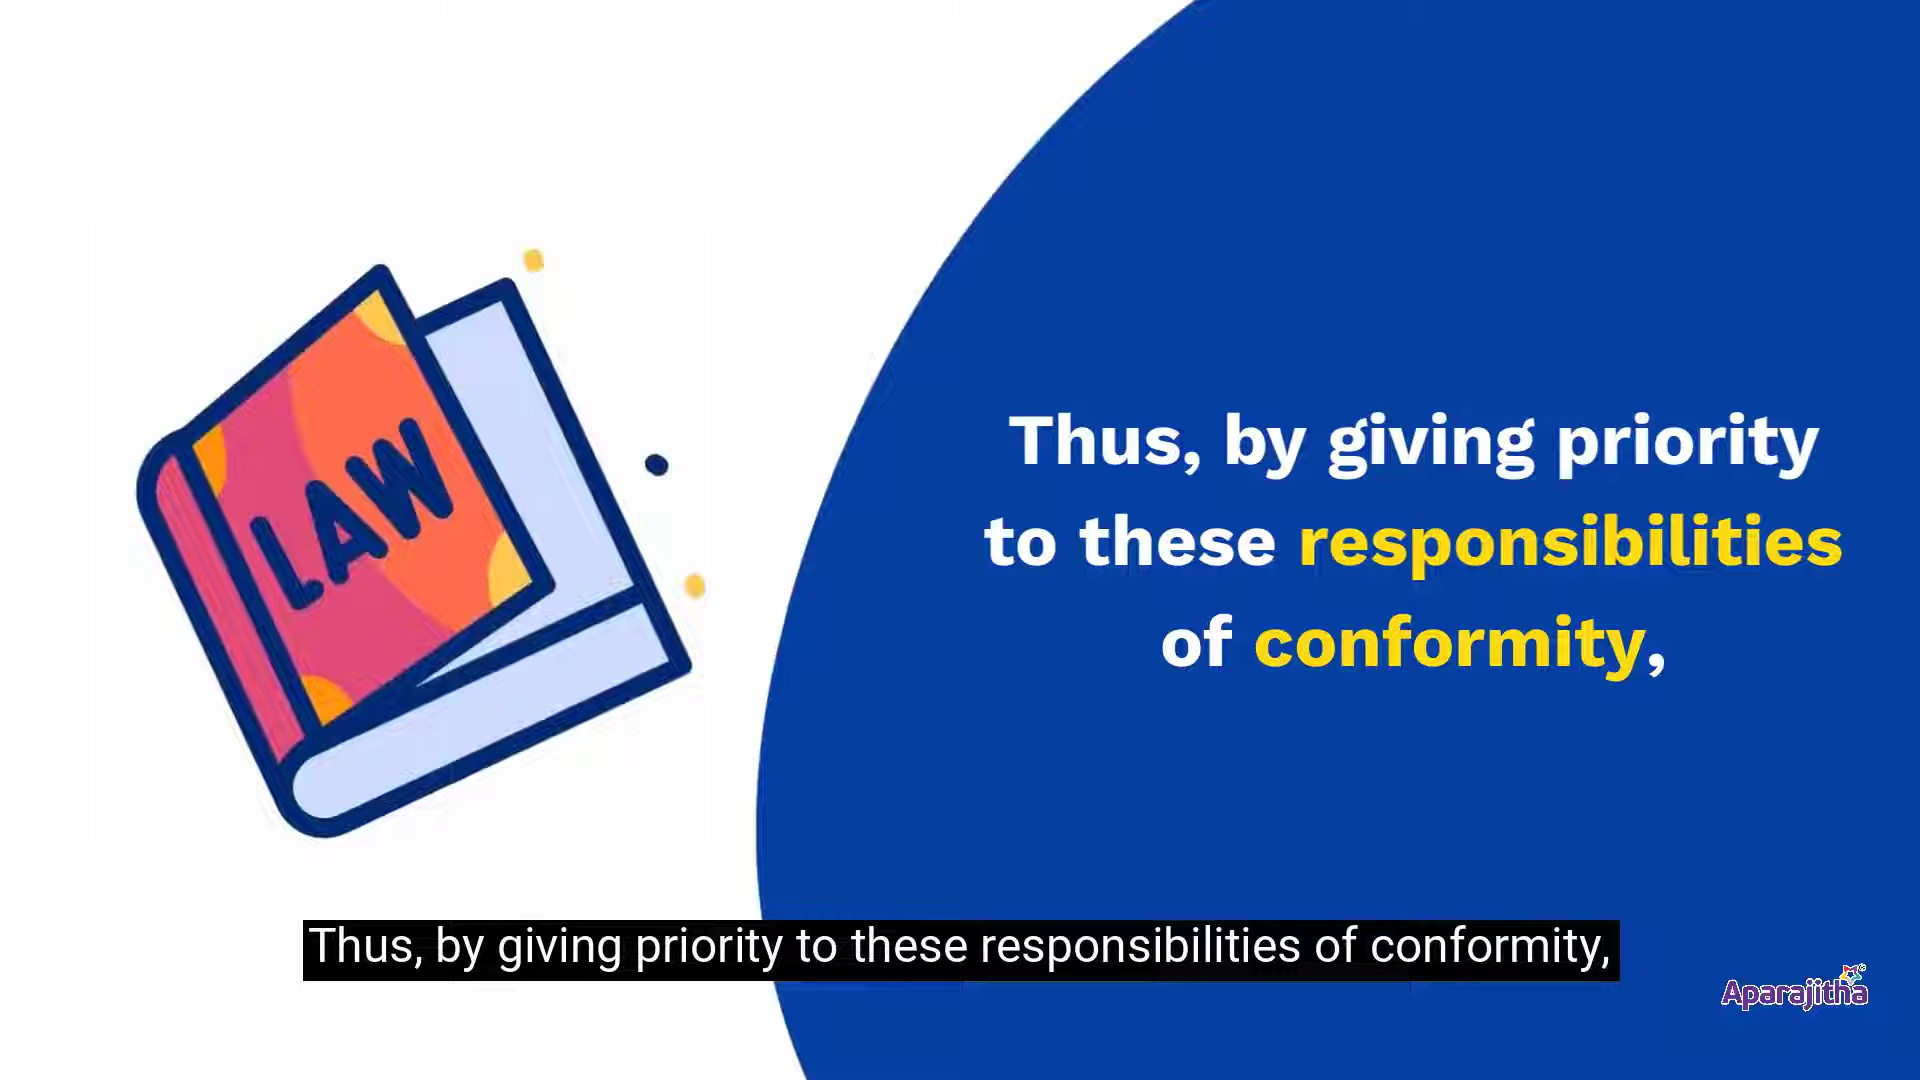 LAW
Thus, by giving priority
to these responsibilities
of conformity,
Thus, by giving priority to these responsibilities of conformity,
Aparajitha